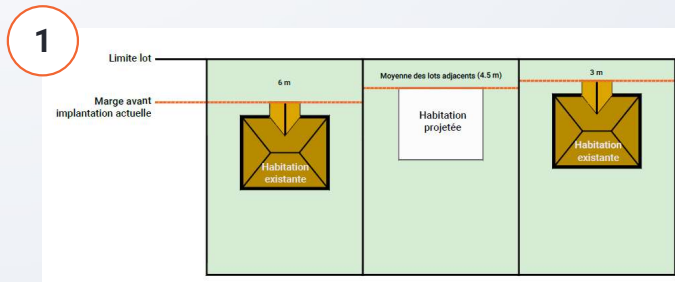 1
Limite lot
6 m
Moyenne des lots adjacents (4.5 m)
3 m
Marge avant
implantation actuelle
Habitation
projetée
Habitation
existante
Habitation
existante